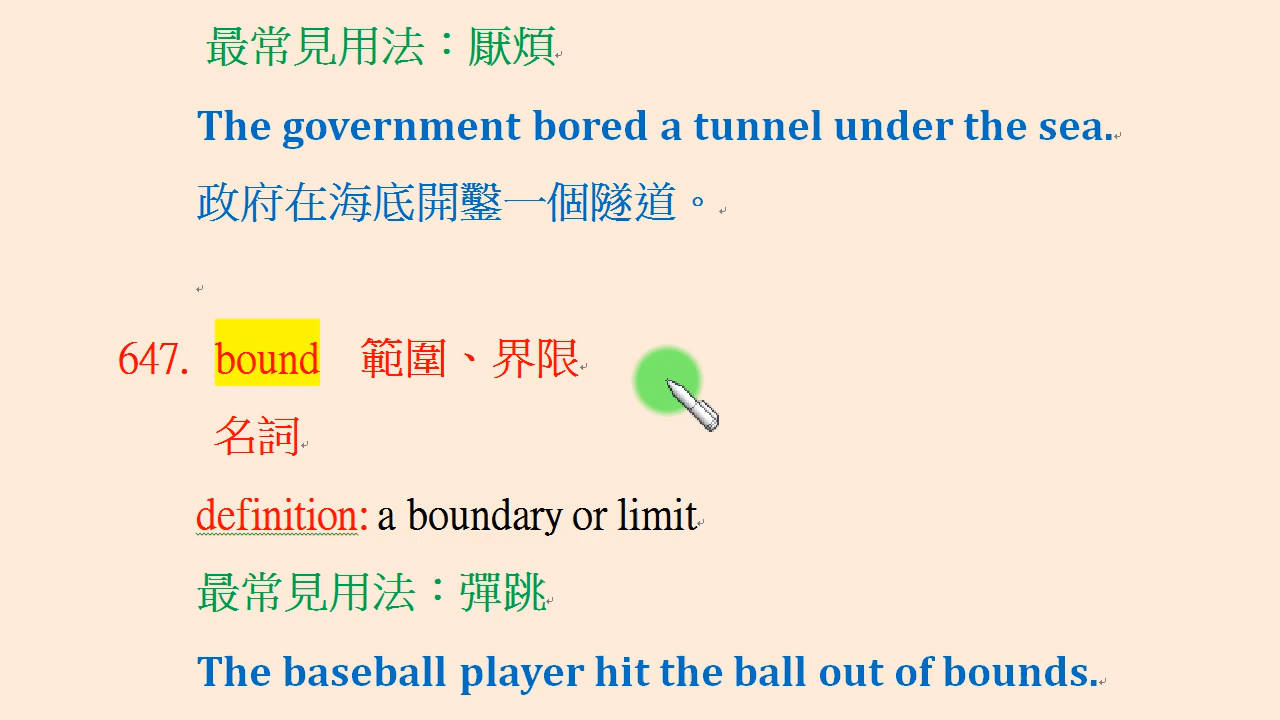 最常見用法：厭煩
The government bored a tunnel under the sea.
政府在海底開鑿一個隧道。
647. bound 範圍、界限
名詞
definition: a boundary or limit
最常見用法：彈跳
The baseball player hit the ball out of bounds.